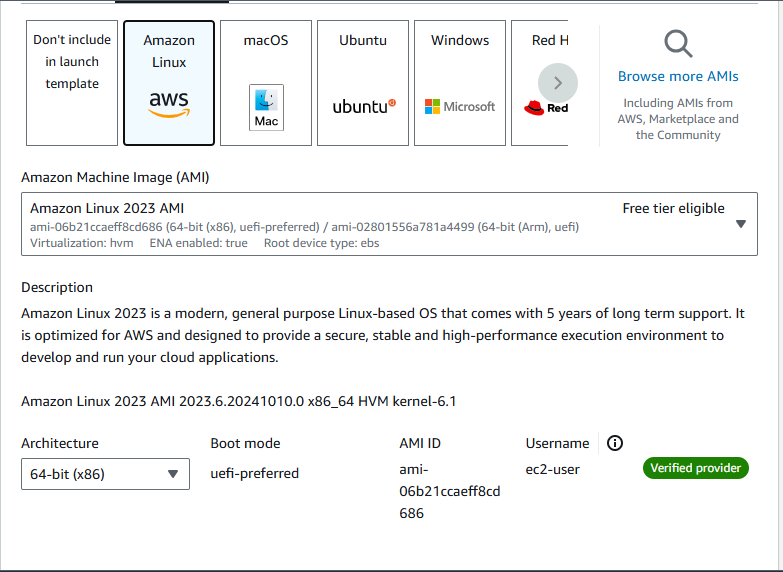 Don't include
in launch
template
Amazon
Linux
aws
macOS
Mac
Ubuntu
ubuntu
Windows
Microsoft
Red H
Red
Browse more AMIs
Including AMIs from
AWS, Marketplace and
the Community
Amazon Machine Image (AMI)
Amazon Linux 2023 AMI
Free tier eligible
ami-06b21ccaeff8cd686 (64-bit (x86), uefi-preferred) / ami-02801556a781a4499 (64-bit (Arm), uefi)
Virtualization: hvm ENA enabled: true Root device type: ebs
Description
Amazon Linux 2023 is a modern, general purpose Linux-based OS that comes with 5 years of long term support. It
is optimized for AWS and designed to provide a secure, stable and high-performance execution environment to
develop and run your cloud applications.
Amazon Linux 2023 AMI 2023.6.20241010.0 x86_64 HVM kernel-6.1
Architecture
64-bit (x86)
Boot mode
uefi-preferred
AMI ID
ami-
06b21ccaeff8cd
686
Username
ec2-user
Verified provider